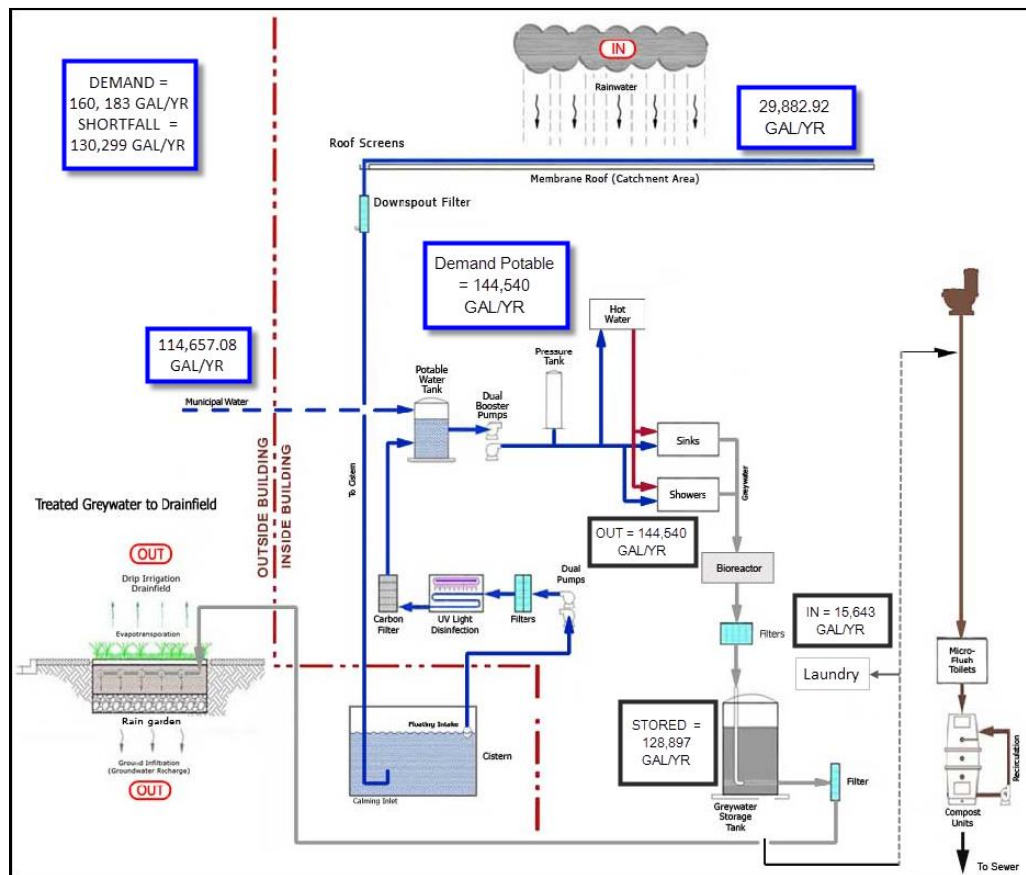 DEMAND =
160, 183 GAL/YR
SHORTFALL =
130,299 GAL/YR
IN
Rainwater
29,882.92
GAL/YR
Roof Screens
Membrane Roof (Catchment Area)
Downspout Filter
Demand Potable
= 144,540
GAL/YR
Hot
Water
114,657.08
GAL/YR
Pressure
Tank
Potable
Water
Tank
Dual
Booster
Pumps
Municipal Water
Sinks
To Cistern
Greywater
Showers
Treated Greywater to Drainfield
OUTSIDE BUILDING
INSIDE BUILDING
OUT = 144,540
GAL/YR
OUT
Drip Irrigation
Drainfield
Evapotranspiration
Bioreactor
Dual
Pumps
Carbon
Filter
UV Light
Disinfection
Filters
IN = 15,643
GAL/YR
Filters
Micro-
Flush
Toilets
Laundry
Rain garden
Floating Intake
Cistern
STORED =
128,897
GAL/YR
Ground Infiltration
(Groundwater Recharge)
OUT
Calming Inlet
Filter
Recirculation
Greywater
Storage
Tank
Compost
Units
To Sewer